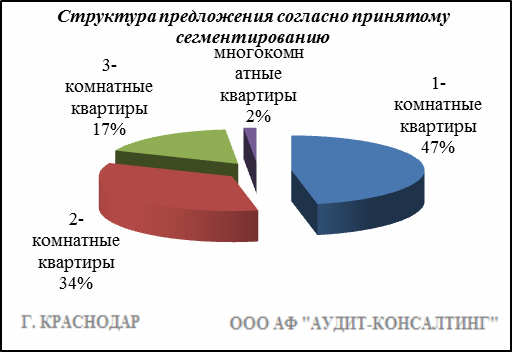 Структура предложения согласно принятому
сегментированию
многокомн
атные
квартиры
2%
1-
комнатные
квартиры
47%
3-
комнатные
квартиры
17%
2-
комнатные
квартиры
34%
Г. КРАСНОДАР
ООО АФ "АУДИТ-КОНСАЛТИНГ"